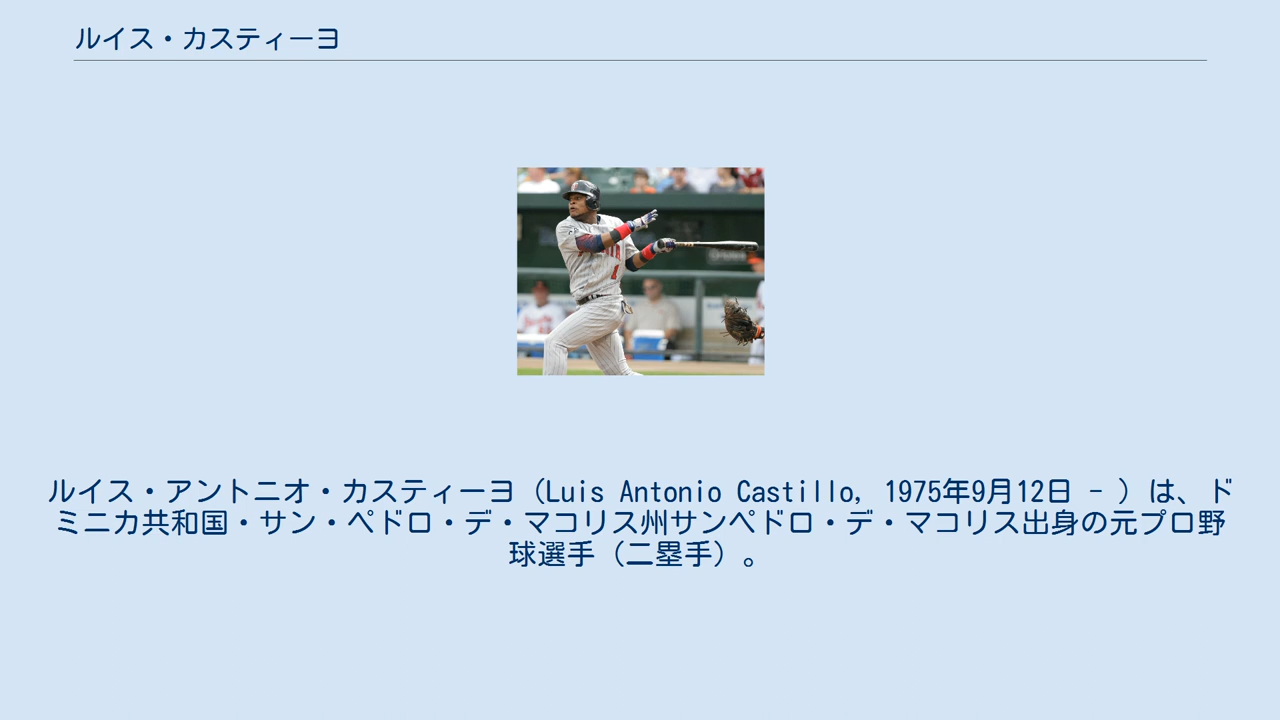 ルイス・カスティーヨ
ルイス・アントニオ・カスティーヨ（Luis Antonio Castillo, 1975年9月12日 - ）は、ド
ミニカ共和国・サン・ペドロ・デ・マコリス州サンペドロ・デ・マコリス出身の元プロ野
球選手（二塁手）。